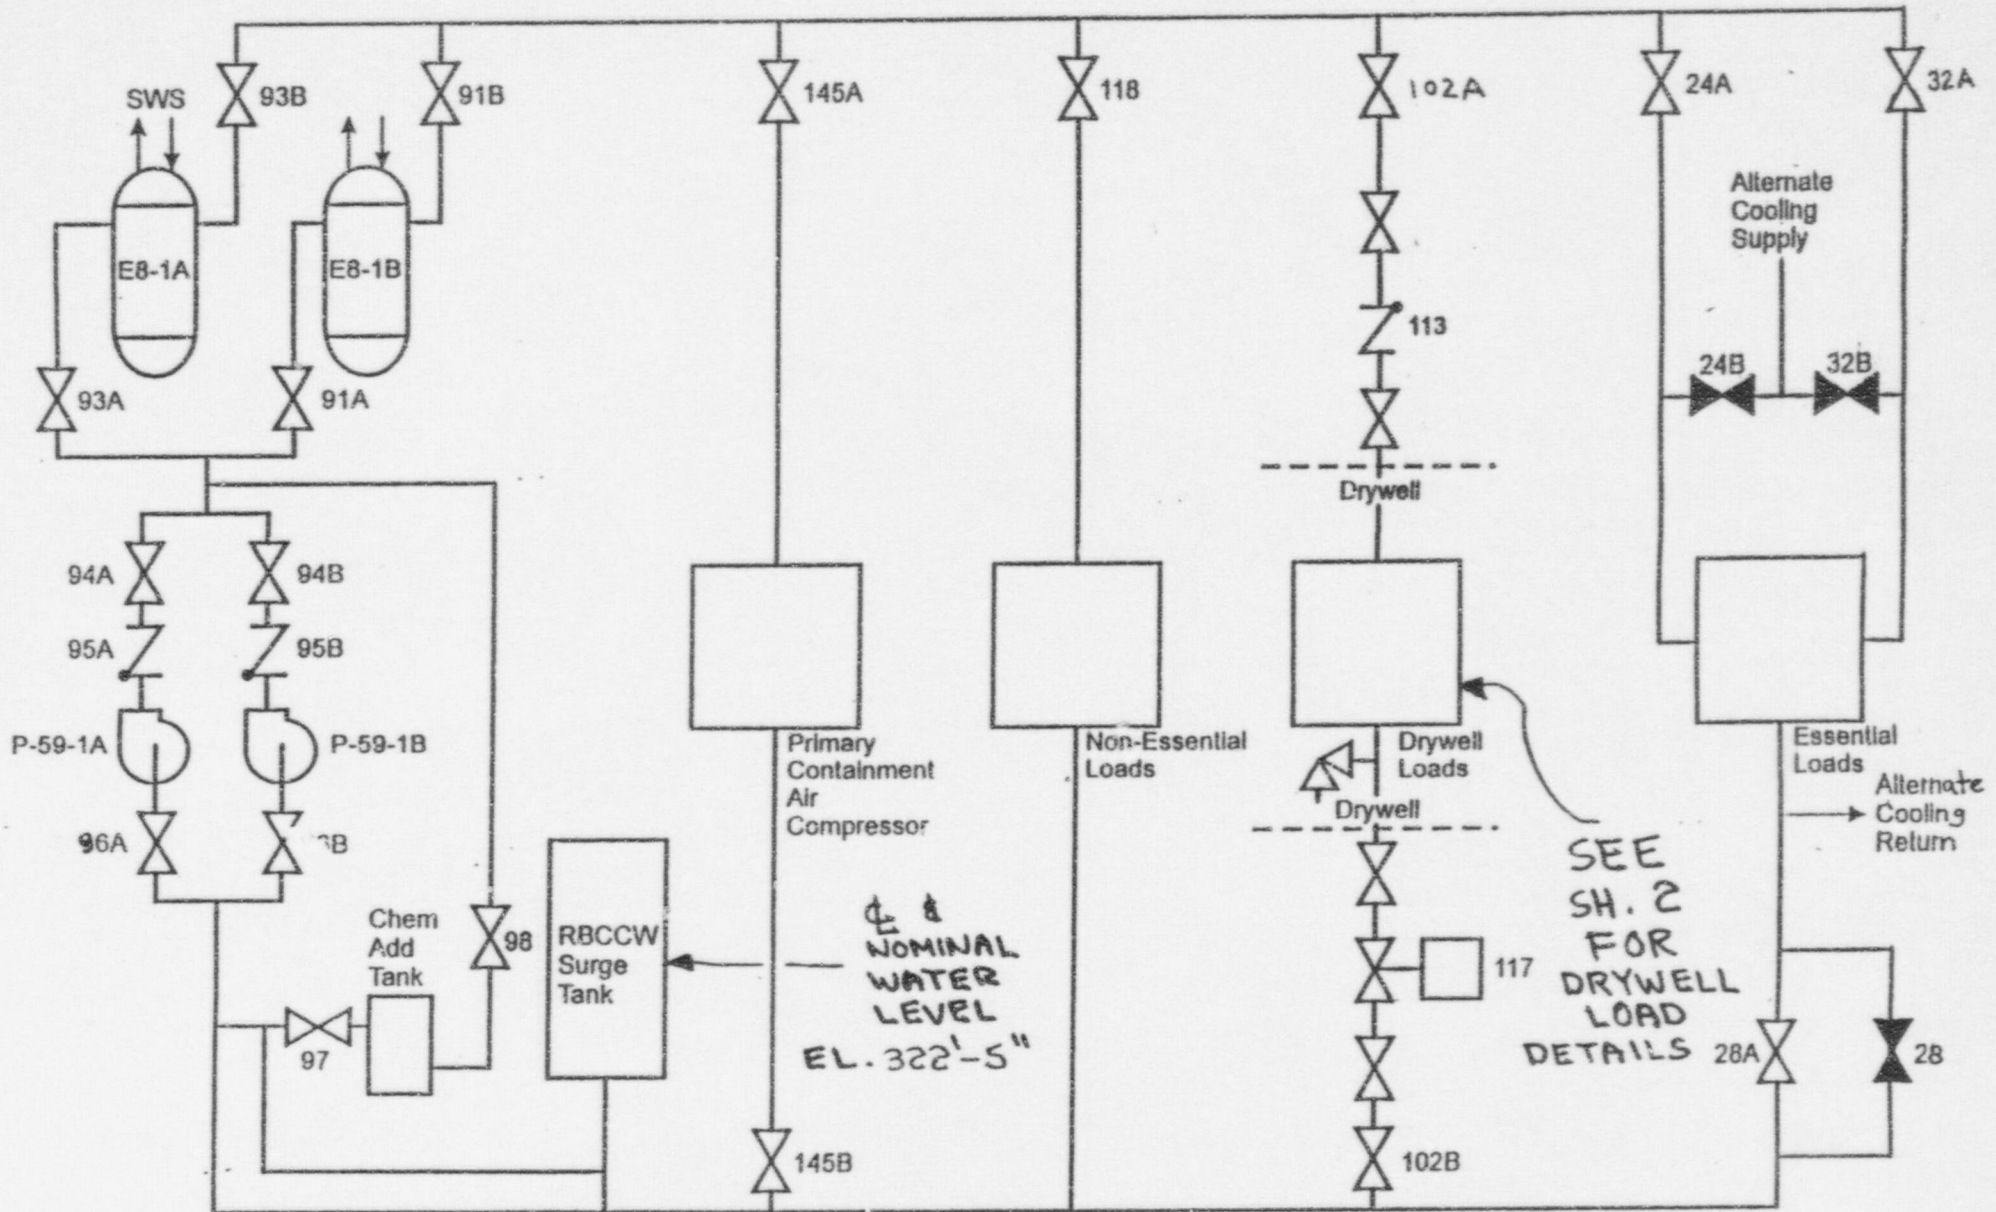 SWS
93B
91B
145A
118
102A
24A
32A
Alternate
Cooling
Supply
E8-1A
E8-1B
113
24B
32B
93A
91A
Drywell
94A
94B
95A
95B
P-59-1A
P-59-1B
Primary
Containment
Air
Compressor
Non-Essential
Loads
Drywell
Loads
Drywell
Essential
Loads
Alternate
Cooling
Return
96A
SEE
SH. 2
FOR
DRYWELL
LOAD
DETAILS
Chem
Add
Tank
98
RBCCW
Surge
Tank
NOMINAL
WATER
LEVEL
EL. 322'-5"
117
97
28A
28
145B
102B